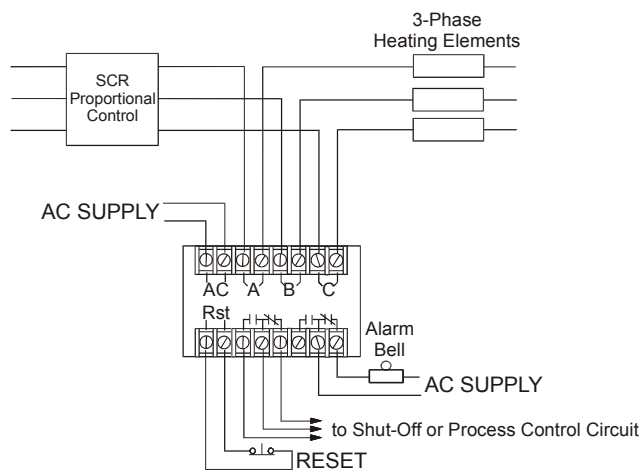 3-Phase
Heating Elements
SCR
Proportional
Control
AC SUPPLY
AC A B C
Rst
Alarm
Bell
AC SUPPLY
to Shut-Off or Process Control Circuit
RESET